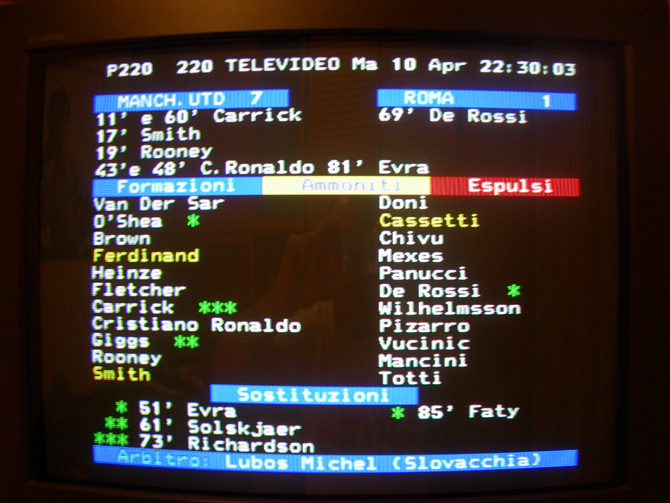 P220 220 TELEVIDEO Ma 10 Apr 22:30:03
MANCH.UTD 7 ROMA 1
11' e 60' Carrick 69' De Rossi
17' Smith
19' Rooney
43'e 48' C.Ronaldo 81' Evra
Formazioni Ammoniti Espulsi
Van Der Sar Doni
O'Shea * Cassetti
Brown Chivu
Ferdinand Mexes
Heinze Panucci
Fletcher De Rossi *
Carrick *** Wilhelmsson
Cristiano Ronaldo Pizarro
Giggs ** Vucinic
Rooney Mancini
Smith Totti
Sostituzioni
* 51' Evra * 85' Faty
** 61' Solskjaer
*** 73' Richardson
Arbitro: Lubos Michel (Slovacchia)